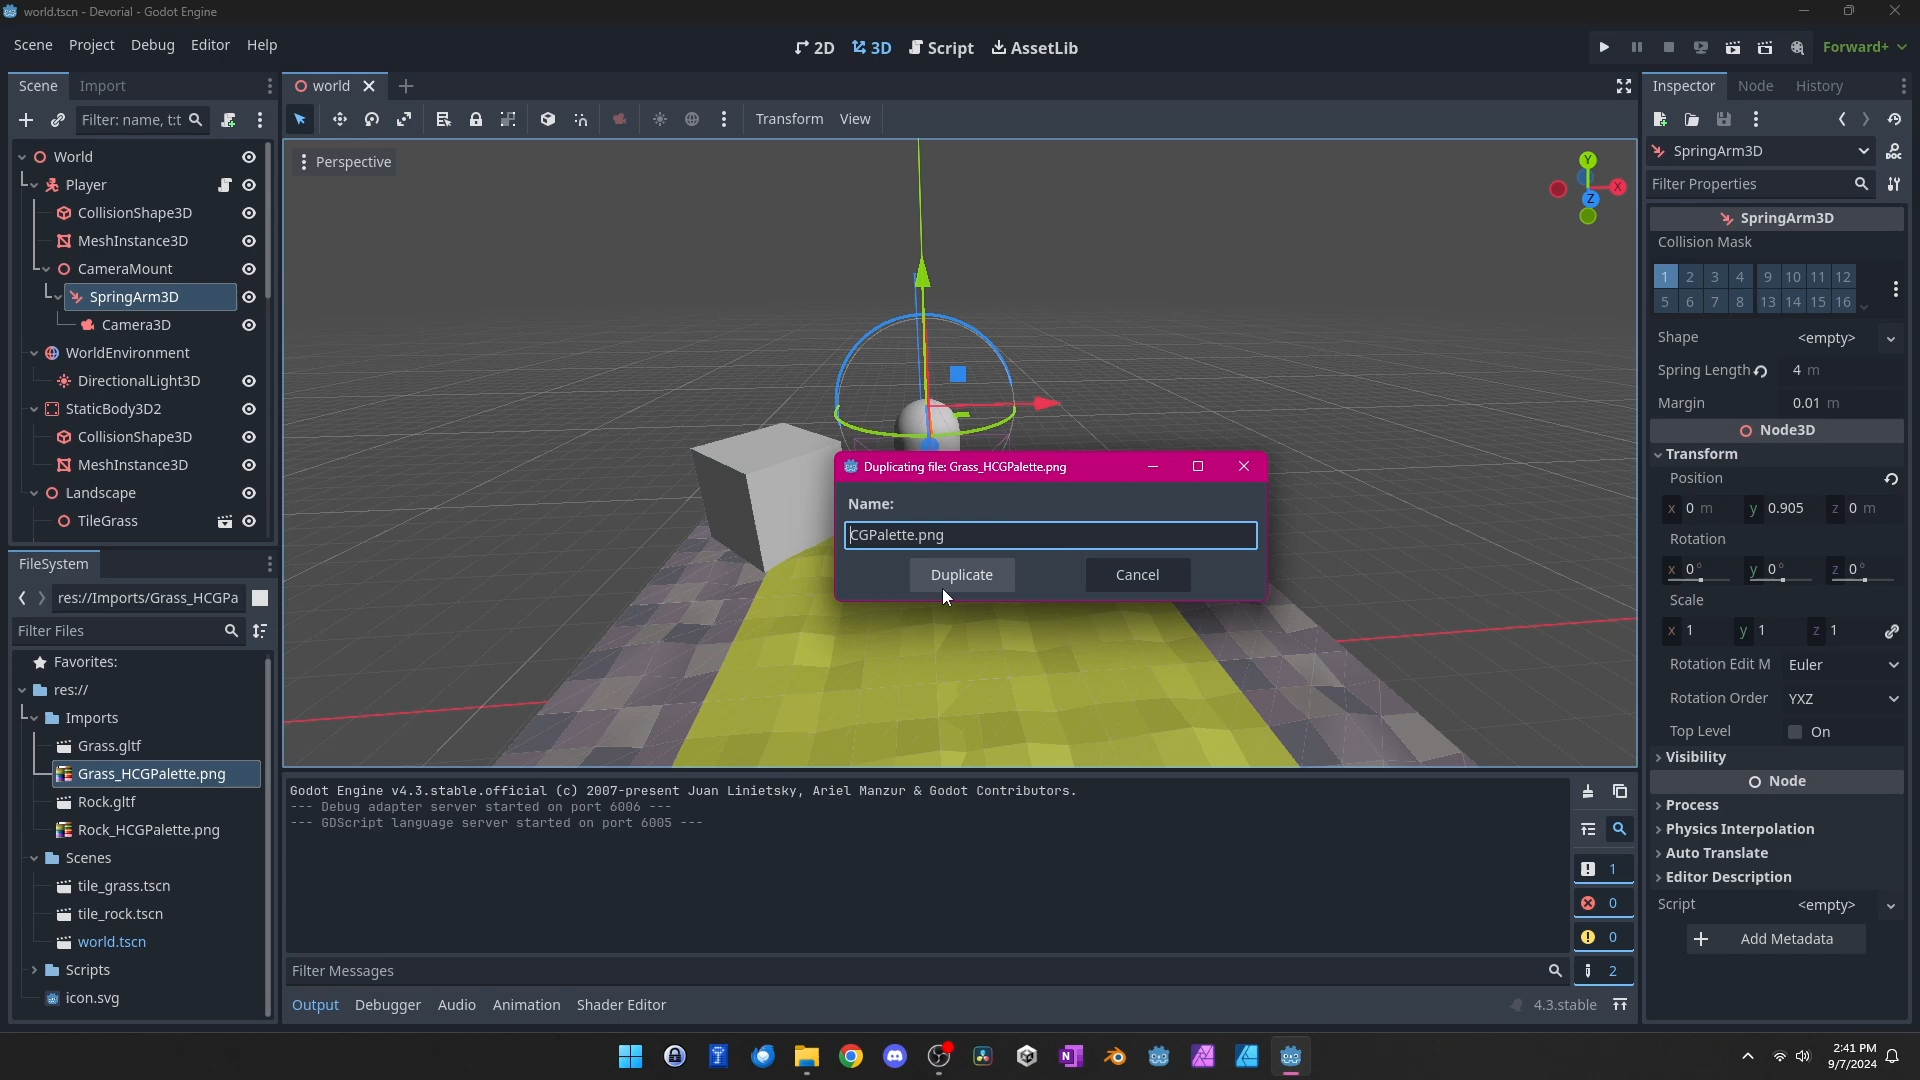 world.tscn - Devorial - Godot Engine
Scene Project Debug Editor Help
2D 3D Script AssetLib
Forward+
Scene Import
world
Inspector Node History
Filter: name, t:t
Transform View
SpringArm3D
Filter Properties
World
Player
CollisionShape3D
MeshInstance3D
CameraMount
SpringArm3D
Camera3D
WorldEnvironment
DirectionalLight3D
StaticBody3D2
CollisionShape3D
MeshInstance3D
Landscape
TileGrass
Perspective
Y
X
Z
Duplicating file: Grass_HCGPalette.png
Name:
CGPalette.png
Duplicate Cancel
SpringArm3D
Collision Mask
1 2 3 4 9 10 11 12
5 6 7 8 13 14 15 16
Shape <empty>
Spring Length 4 m
Margin 0.01 m
Node3D
Transform
Position
x 0 m y 0.905 z 0 m
Rotation
x 0° y 0° z 0°
Scale
x 1 y 1 z 1
Rotation Edit M Euler
Rotation Order YXZ
Top Level On
Visibility
Node
Process
Physics Interpolation
Auto Translate
Editor Description
Script <empty>
Add Metadata
FileSystem
res://Imports/Grass_HCGPa
Filter Files
Favorites:
res://
Imports
Grass.gltf
Grass_HCGPalette.png
Rock.gltf
Rock_HCGPalette.png
Scenes
tile_grass.tscn
tile_rock.tscn
world.tscn
Scripts
icon.svg
Godot Engine v4.3.stable.official (c) 2007-present Juan Linietsky, Ariel Manzur & Godot Contributors.
--- Debug adapter server started on port 6006 ---
--- GDScript language server started on port 6005 ---
1
0
0
2
Filter Messages
Output Debugger Audio Animation Shader Editor
4.3.stable
2:41 PM
9/7/2024